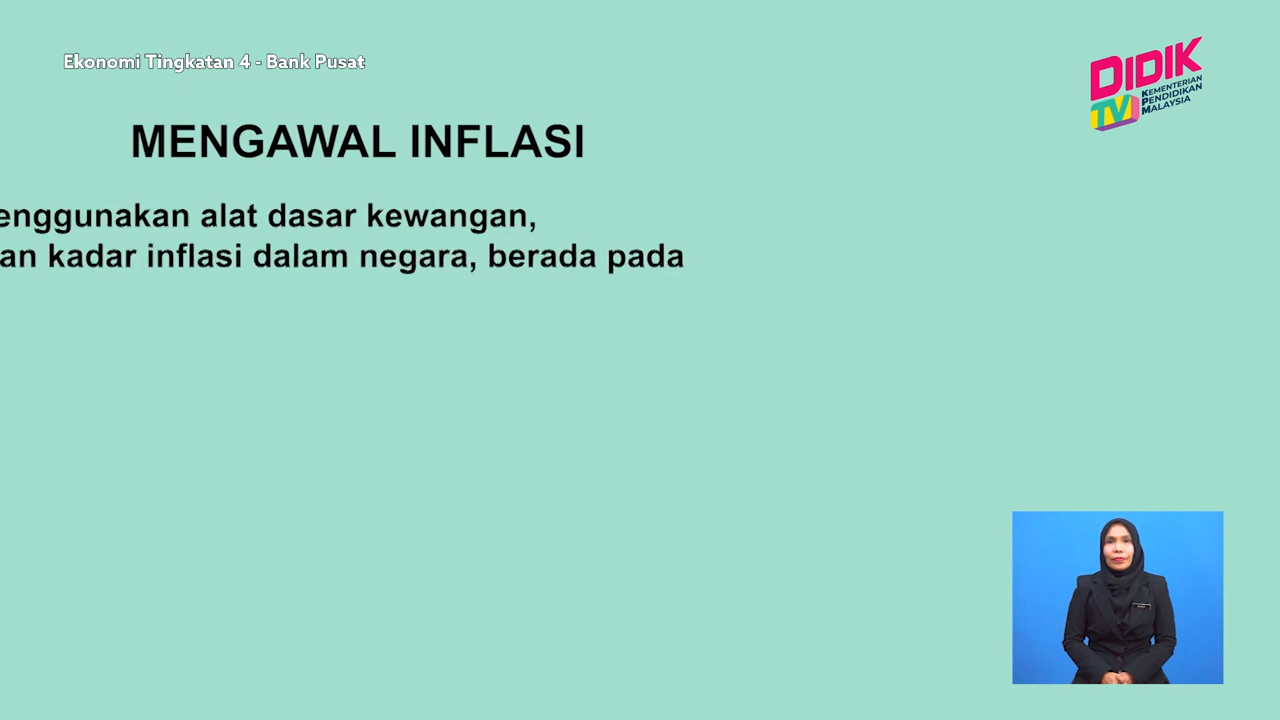 Ekonomi Tingkatan 4 - Bank Pusat
DIDIK
TV
KEMENTERIAN
PENDIDIKAN
MALAYSIA
MENGAWAL INFLASI
enggunakan alat dasar kewangan,
an kadar inflasi dalam negara, berada pada